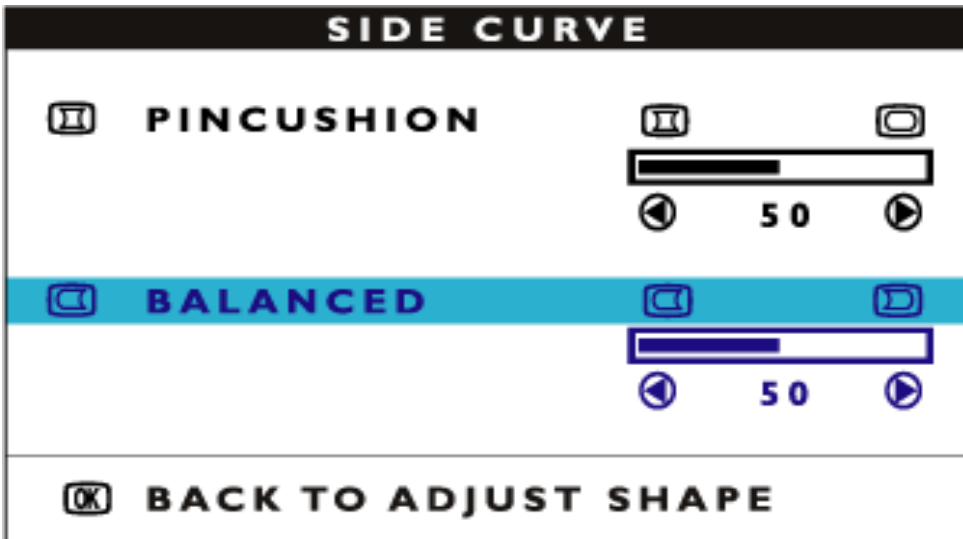 SIDE CURVE
PINCUSHION
50
BALANCED
50
OK BACK TO ADJUST SHAPE